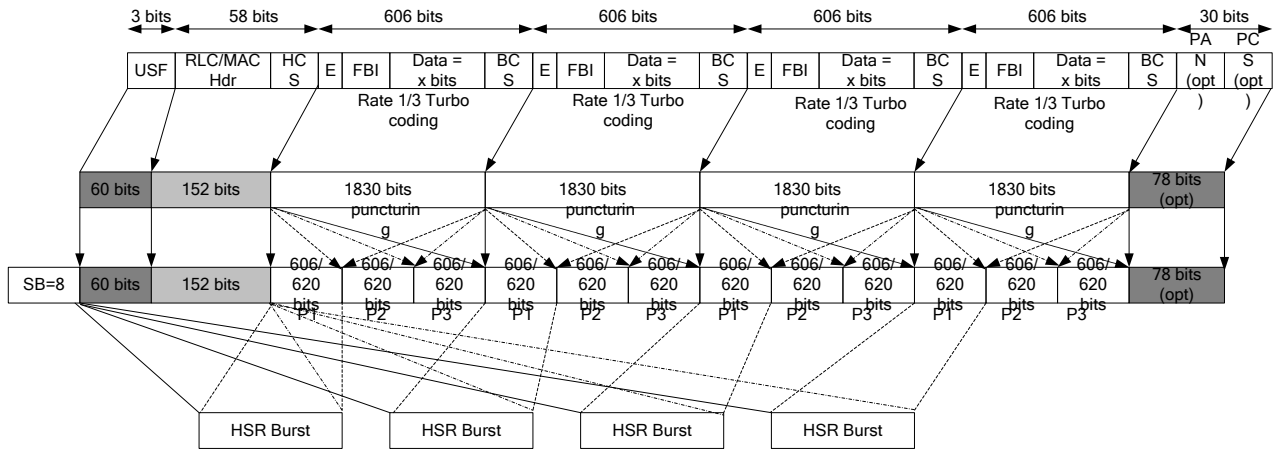 3 bits 58 bits 606 bits 606 bits 606 bits 606 bits 30 bits
USF
RLC/MAC
Hdr
HC
S
E
FBI
Data =
x bits
BC
S
E
FBI
Data =
x bits
BC
S
E
FBI
Data =
x bits
BC
S
E
FBI
Data =
x bits
BC
S
PA
N
(opt
)
PC
S
(opt
)
Rate 1/3 Turbo
coding
Rate 1/3 Turbo
coding
Rate 1/3 Turbo
coding
Rate 1/3 Turbo
coding
60 bits
152 bits
1830 bits
puncturin
g
1830 bits
puncturin
g
1830 bits
puncturin
g
1830 bits
puncturin
g
78 bits
(opt)
SB=8
60 bits
152 bits
606/
620
bits
P1
606/
620
bits
P2
606/
620
bits
P3
606/
620
bits
P1
606/
620
bits
P2
606/
620
bits
P3
606/
620
bits
P1
606/
620
bits
P2
606/
620
bits
P3
606/
620
bits
P1
606/
620
bits
P2
606/
620
bits
P3
78 bits
(opt)
HSR Burst
HSR Burst
HSR Burst
HSR Burst